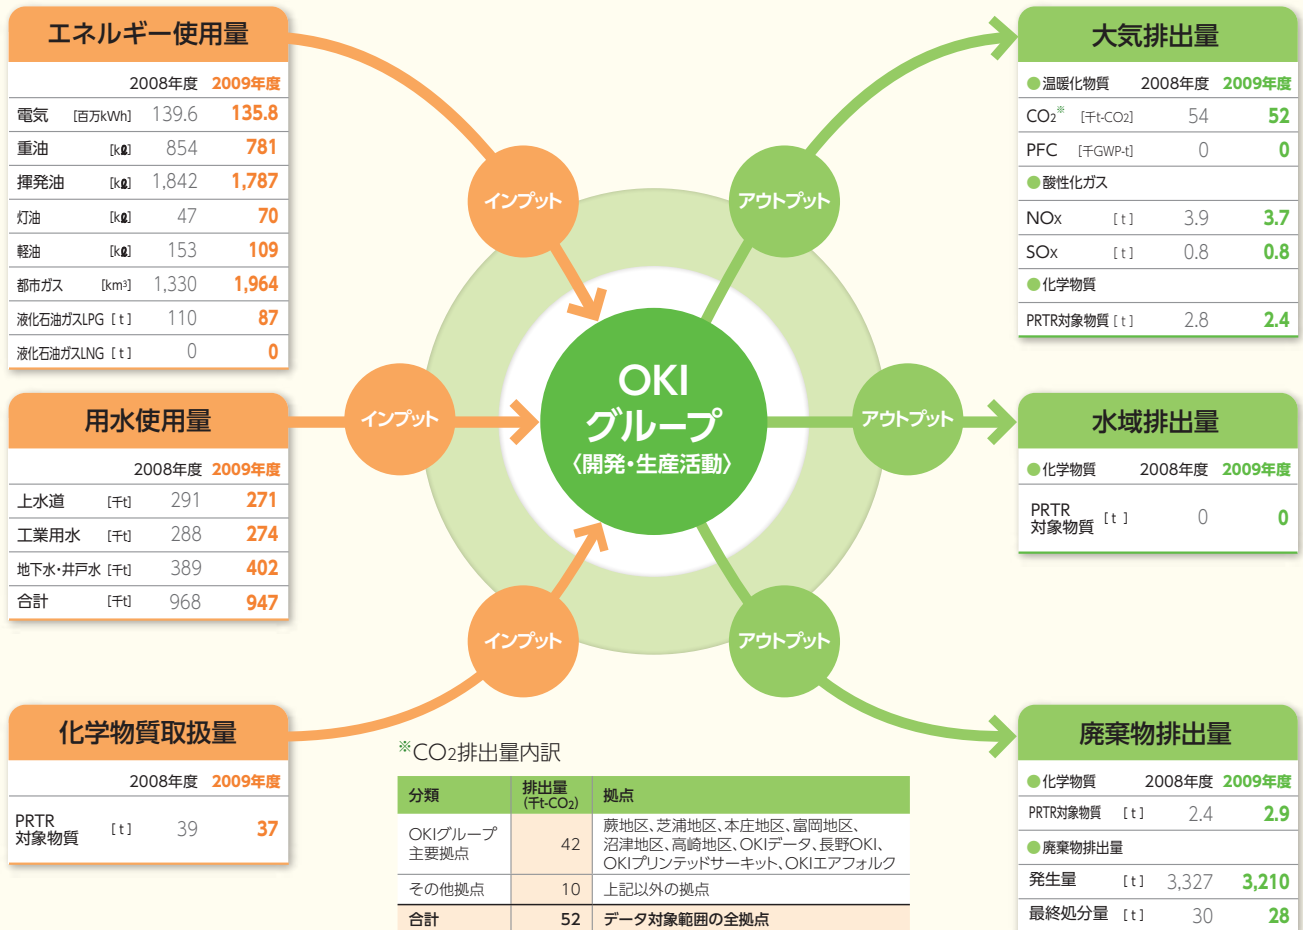 エネルギー使用量
2008年度 2009年度
電気 [百万kWh] 139.6 135.8
重油 [kℓ] 854 781
揮発油 [kℓ] 1,842 1,787
灯油 [kℓ] 47 70
軽油 [kℓ] 153 109
都市ガス [km³] 1,330 1,964
液化石油ガスLPG [t] 110 87
液化石油ガスLNG [t] 0 0
用水使用量
2008年度 2009年度
上水道 [千t] 291 271
工業用水 [千t] 288 274
地下水・井戸水 [千t] 389 402
合計 [千t] 968 947
化学物質取扱量
2008年度 2009年度
PRTR
対象物質 [t] 39 37
インプット
インプット
インプット
OKI
グループ
〈開発・生産活動〉
アウトプット
アウトプット
アウトプット
大気排出量
●温暖化物質 2008年度 2009年度
CO₂※ [千t-CO₂] 54 52
PFC [千GWP-t] 0 0
●酸性化ガス
NOx [t] 3.9 3.7
SOx [t] 0.8 0.8
●化学物質
PRTR対象物質 [t] 2.8 2.4
水域排出量
●化学物質 2008年度 2009年度
PRTR
対象物質 [t] 0 0
廃棄物排出量
●化学物質 2008年度 2009年度
PRTR対象物質 [t] 2.4 2.9
●廃棄物排出量
発生量 [t] 3,327 3,210
最終処分量 [t] 30 28
※CO₂排出量内訳
分類 排出量 拠点
(千t-CO₂)
OKIグループ
主要拠点 42
蕨地区、芝浦地区、本庄地区、富岡地区、
沼津地区、高崎地区、OKIデータ、長野OKI、
OKIプリンテッドサーキット、OKIエアフォルク
その他拠点 10 上記以外の拠点
合計 52 データ対象範囲の全拠点